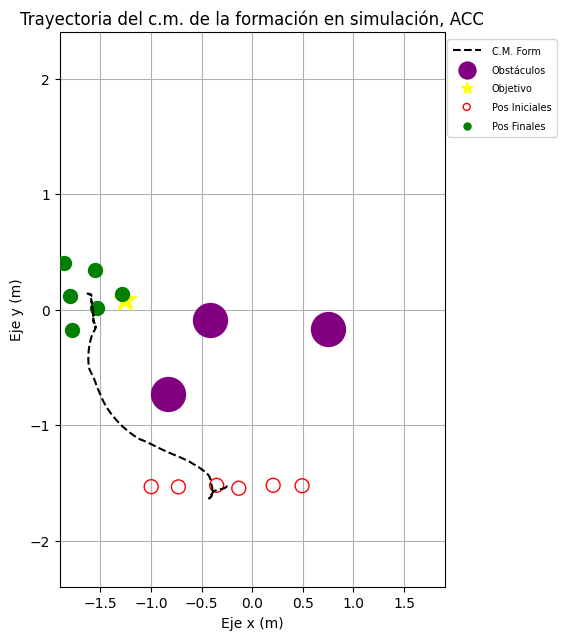 Trayectoria del c.m. de la formación en simulación, ACC
C.M. Form
Obstáculos
Objetivo
Pos Iniciales
Pos Finales
2
1
0
−1
−2
Eje y (m)
−1.5 −1.0 −0.5 0.0 0.5 1.0 1.5
Eje x (m)